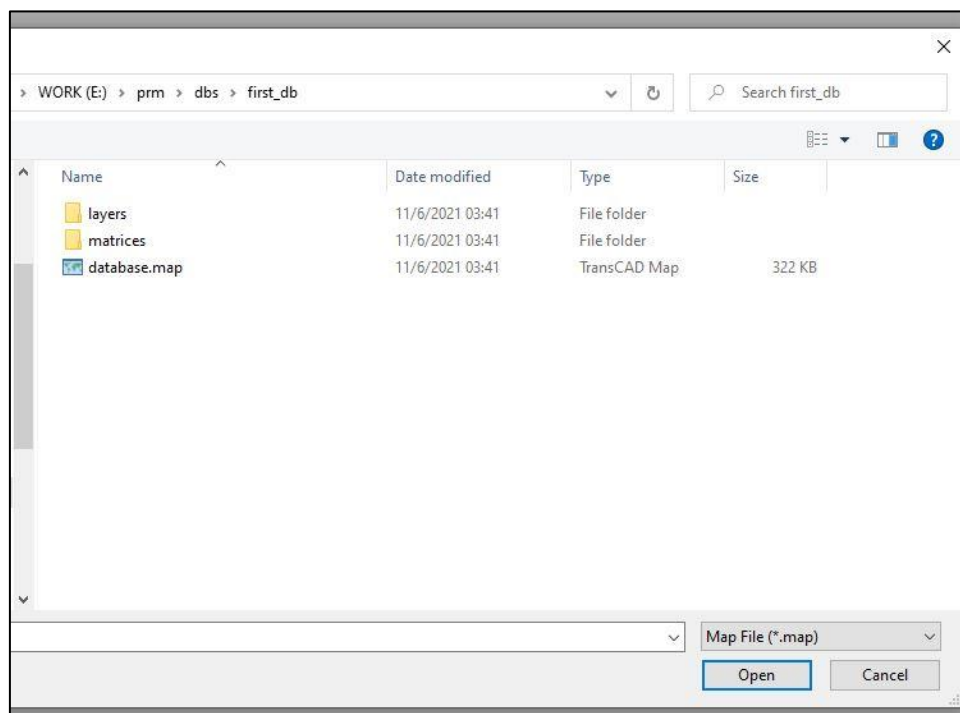 WORK (E:) > prm > dbs > first_db
Search first_db
?
Name Date modified Type Size
layers 11/6/2021 03:41 File folder
matrices 11/6/2021 03:41 File folder
database.map 11/6/2021 03:41 TransCAD Map 322 KB
Map File (*.map)
Open Cancel